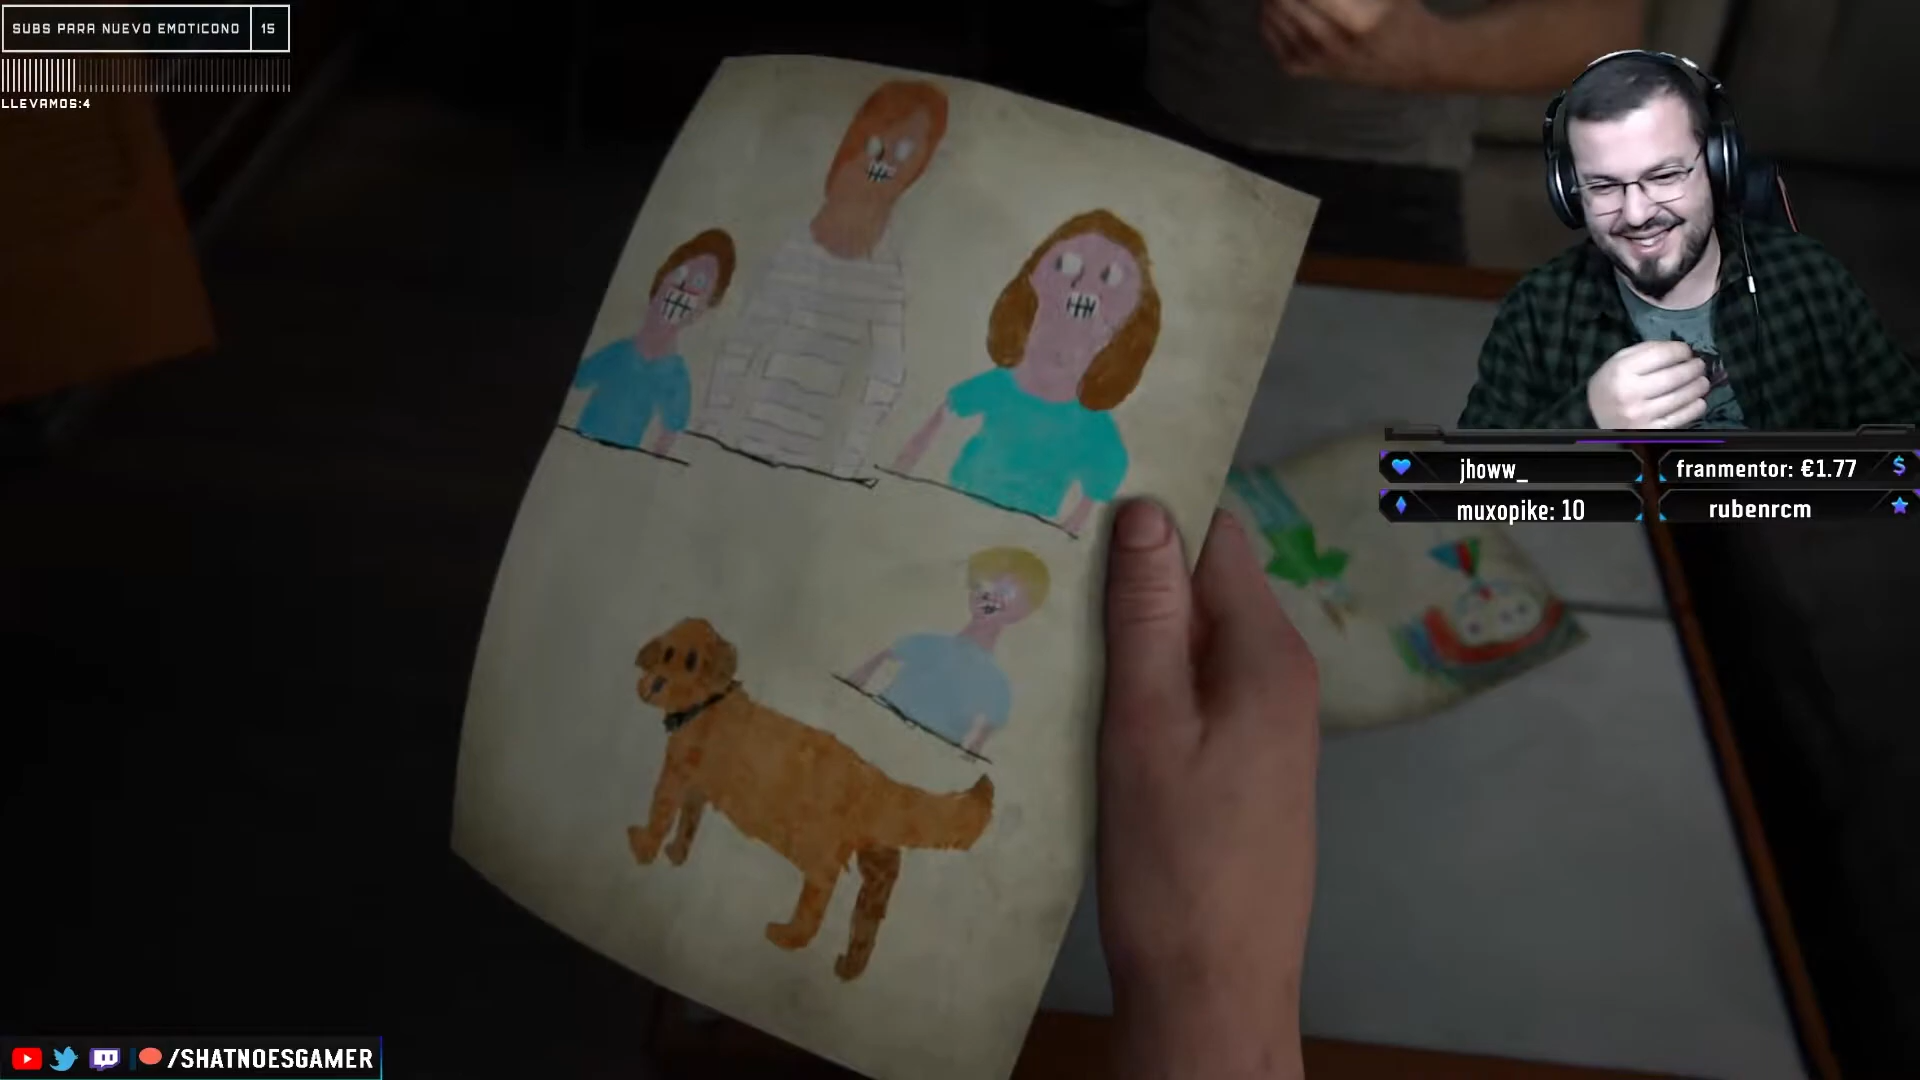 SUBS PARA NUEVO EMOTICONO 15
LLEVAMOS:4
jhoww_
franmentor: €1.77
muxopike: 10
rubenrcm
/SHATNOESGAMER